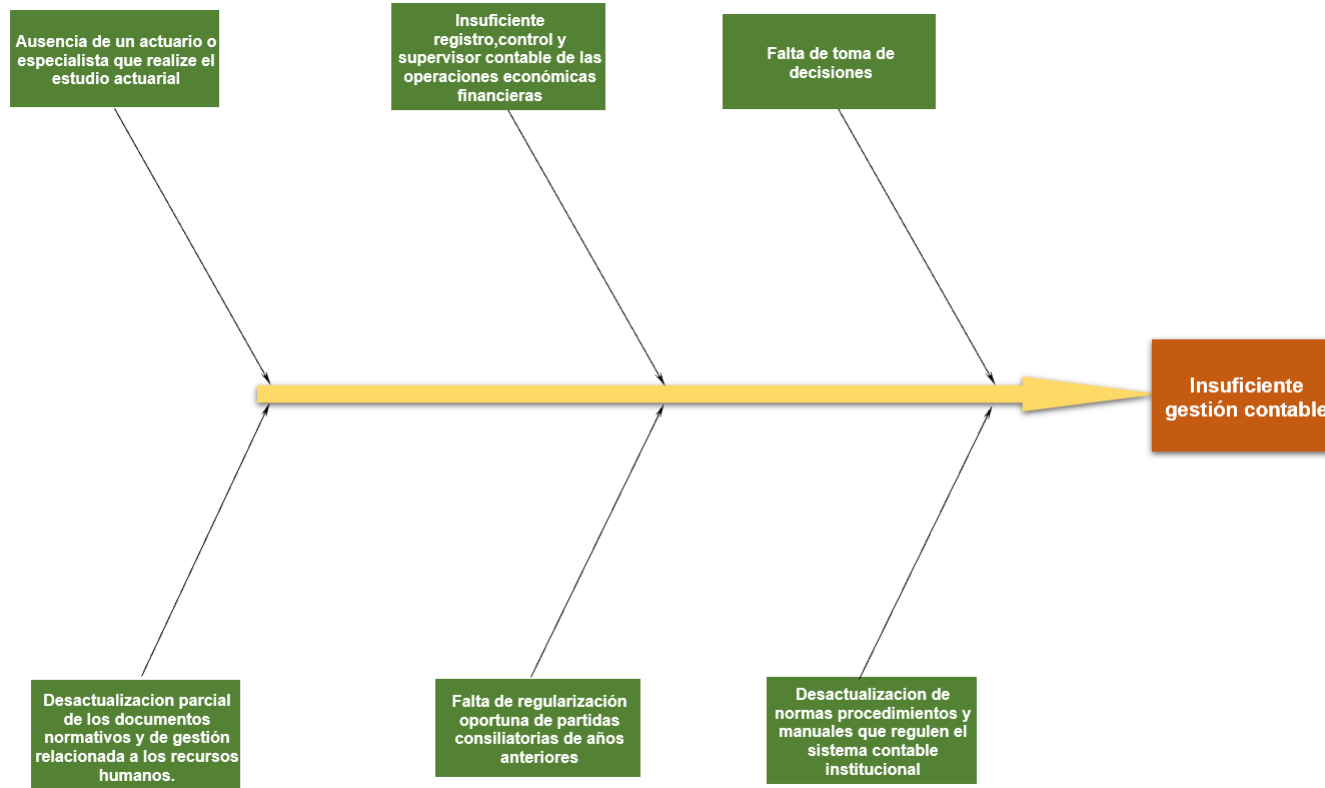 Ausencia de un actuario o
especialista que realize el
estudio actuarial
Insuficiente
registro,control y
supervisor contable de las
operaciones económicas
financieras
Falta de toma de
decisiones
Insuficiente
gestión contable
Desactualizacion parcial
de los documentos
normativos y de gestión
relacionada a los recursos
humanos.
Falta de regularización
oportuna de partidas
consiliatorias de años
anteriores
Desactualizacion de
normas procedimientos y
manuales que regulen el
sistema contable
institucional